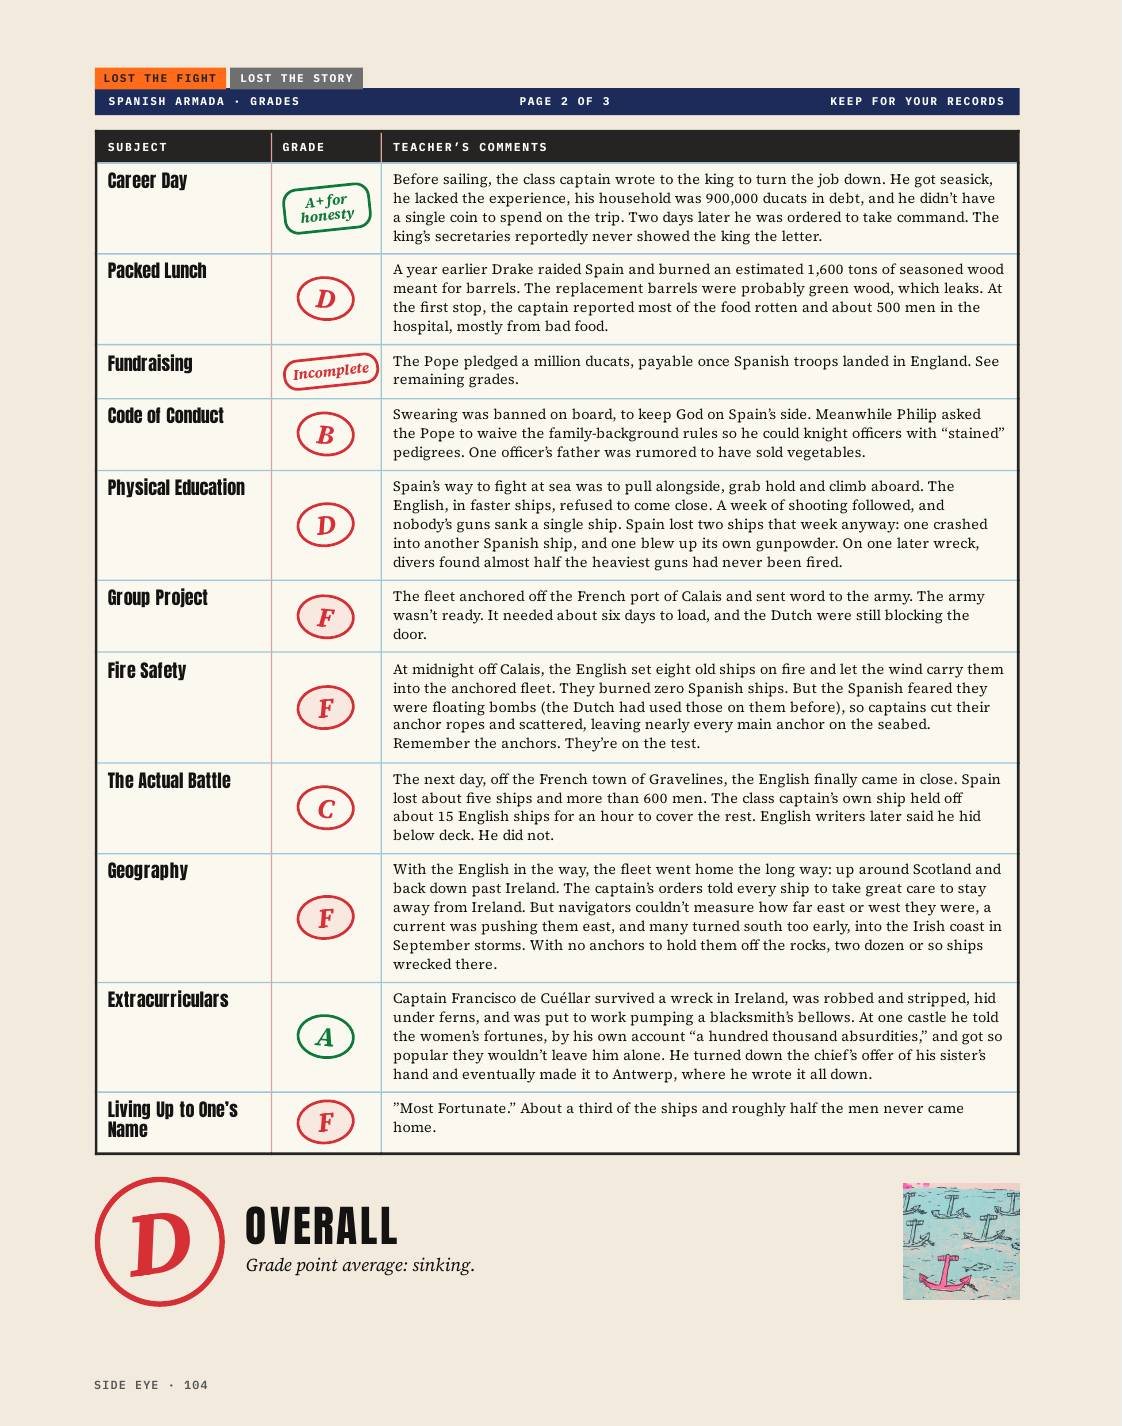 LOST THE FIGHT LOST THE STORY
SPANISH ARMADA · GRADES PAGE 2 OF 3 KEEP FOR YOUR RECORDS
SUBJECT GRADE TEACHER’S COMMENTS
Career Day
A+ for
honesty
Before sailing, the class captain wrote to the king to turn the job down. He got seasick,
he lacked the experience, his household was 900,000 ducats in debt, and he didn’t have
a single coin to spend on the trip. Two days later he was ordered to take command. The
king’s secretaries reportedly never showed the king the letter.
Packed Lunch
D
A year earlier Drake raided Spain and burned an estimated 1,600 tons of seasoned wood
meant for barrels. The replacement barrels were probably green wood, which leaks. At
the first stop, the captain reported most of the food rotten and about 500 men in the
hospital, mostly from bad food.
Fundraising
Incomplete
The Pope pledged a million ducats, payable once Spanish troops landed in England. See
remaining grades.
Code of Conduct
B
Swearing was banned on board, to keep God on Spain’s side. Meanwhile Philip asked
the Pope to waive the family-background rules so he could knight officers with “stained”
pedigrees. One officer’s father was rumored to have sold vegetables.
Physical Education
D
Spain’s way to fight at sea was to pull alongside, grab hold and climb aboard. The
English, in faster ships, refused to come close. A week of shooting followed, and
nobody’s guns sank a single ship. Spain lost two ships that week anyway: one crashed
into another Spanish ship, and one blew up its own gunpowder. On one later wreck,
divers found almost half the heaviest guns had never been fired.
Group Project
F
The fleet anchored off the French port of Calais and sent word to the army. The army
wasn’t ready. It needed about six days to load, and the Dutch were still blocking the
door.
Fire Safety
F
At midnight off Calais, the English set eight old ships on fire and let the wind carry them
into the anchored fleet. They burned zero Spanish ships. But the Spanish feared they
were floating bombs (the Dutch had used those on them before), so captains cut their
anchor ropes and scattered, leaving nearly every main anchor on the seabed.
Remember the anchors. They’re on the test.
The Actual Battle
C
The next day, off the French town of Gravelines, the English finally came in close. Spain
lost about five ships and more than 600 men. The class captain’s own ship held off
about 15 English ships for an hour to cover the rest. English writers later said he hid
below deck. He did not.
Geography
F
With the English in the way, the fleet went home the long way: up around Scotland and
back down past Ireland. The captain’s orders told every ship to take great care to stay
away from Ireland. But navigators couldn’t measure how far east or west they were, a
current was pushing them east, and many turned south too early, into the Irish coast in
September storms. With no anchors to hold them off the rocks, two dozen or so ships
wrecked there.
Extracurriculars
A
Captain Francisco de Cuéllar survived a wreck in Ireland, was robbed and stripped, hid
under ferns, and was put to work pumping a blacksmith’s bellows. At one castle he told
the women’s fortunes, by his own account “a hundred thousand absurdities,” and got so
popular they wouldn’t leave him alone. He turned down the chief’s offer of his sister’s
hand and eventually made it to Antwerp, where he wrote it all down.
Living Up to One’s
Name
F
”Most Fortunate.” About a third of the ships and roughly half the men never came
home.
D
OVERALL
Grade point average: sinking.
SIDE EYE · 104